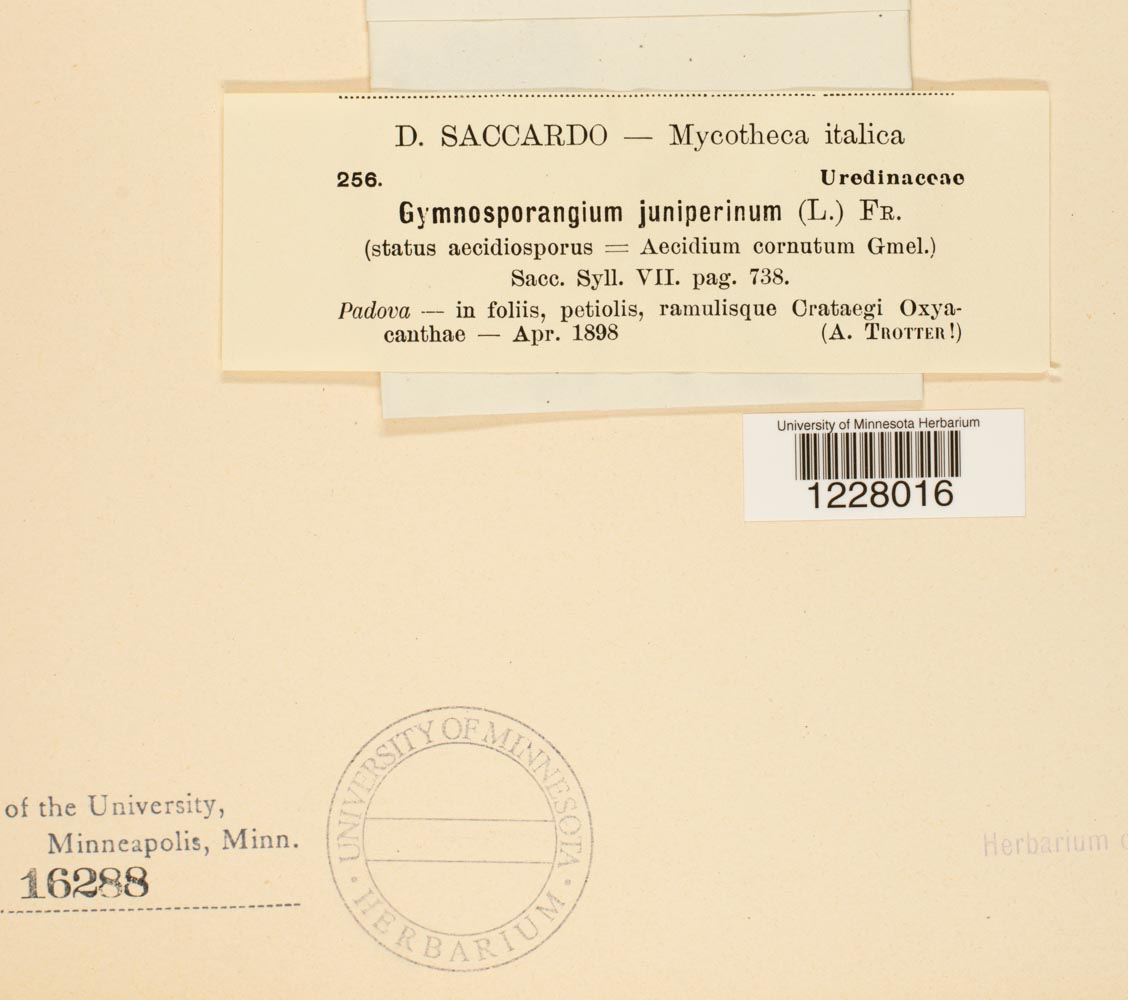 D. SACCARDO — Mycotheca italica
256. Uredinaceae
Gymnosporangium juniperinum (L.) FR.
(status aecidiosporus = Aecidium cornutum Gmel.)
Sacc. Syll. VII. pag. 738.
Padova — in foliis, petiolis, ramulisque Crataegi Oxya-
canthae — Apr. 1898 (A. TROTTER!)
University of Minnesota Herbarium
1228016
UNIVERSITY OF MINNESOTA
· HERBARIUM ·
of the University,
Minneapolis, Minn.
16288
Herbarium